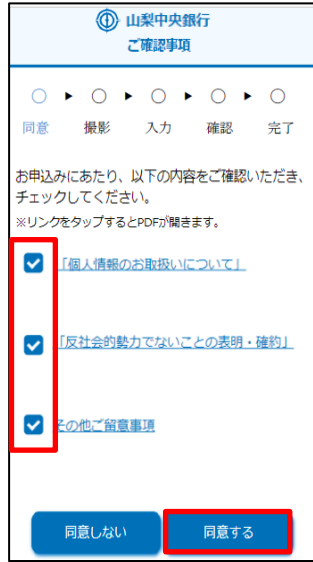 山梨中央銀行
ご確認事項
同意 撮影 入力 確認 完了
お申込みにあたり、以下の内容をご確認いただき、
チェックしてください。
※リンクをタップするとPDFが開きます。
「個人情報のお取扱いについて」
「反社会的勢力でないことの表明・確約」
その他ご留意事項
同意しない 同意する